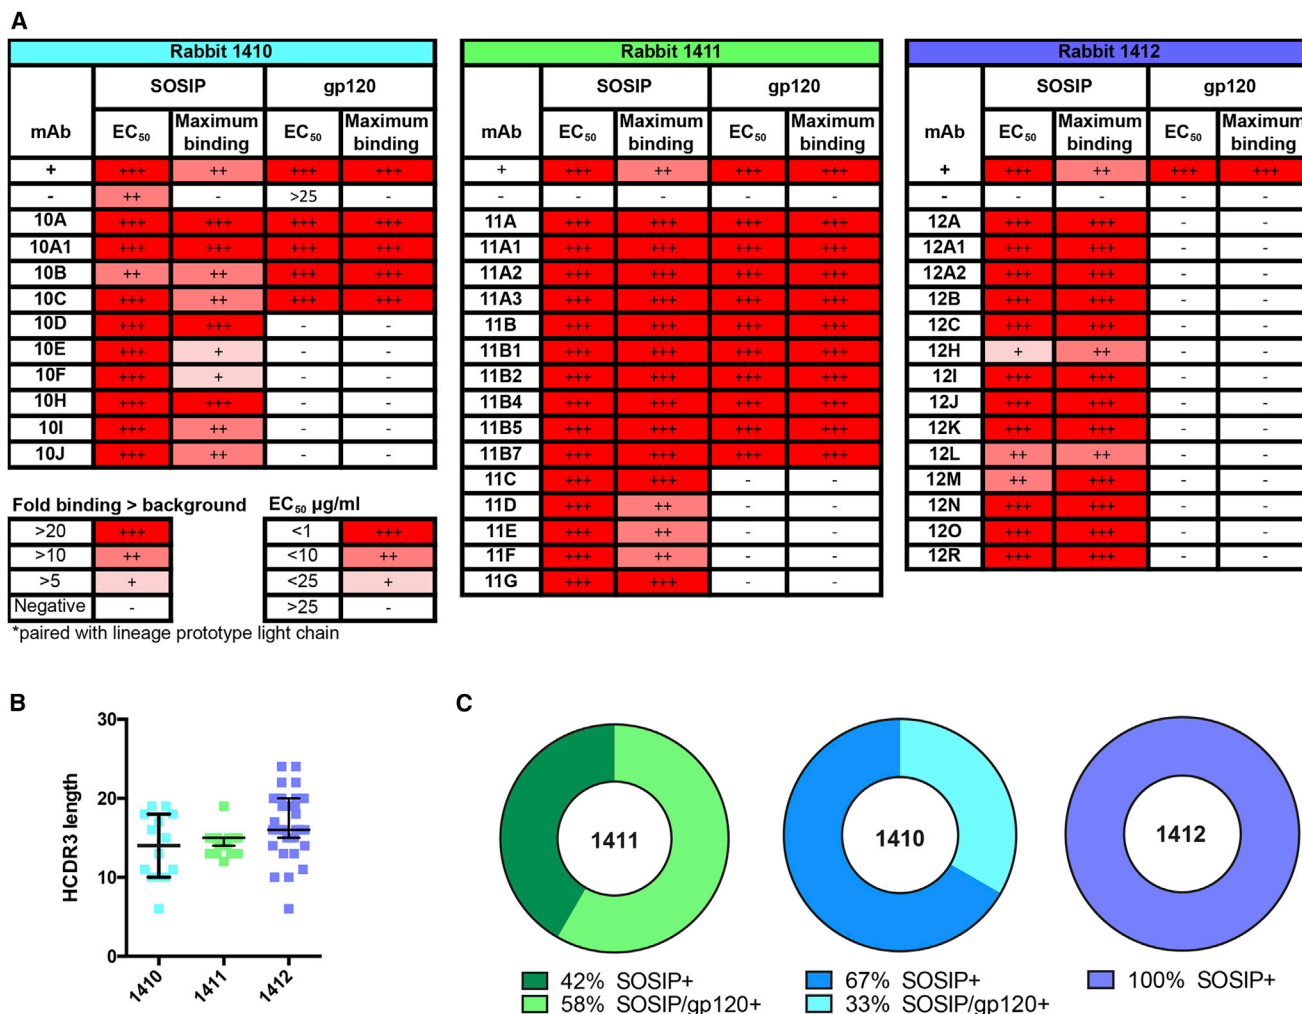 A
Rabbit 1410
SOSIP gp120
mAb EC50 Maximum binding EC50 Maximum binding
+ +++ ++ +++ +++
- ++ - >25 -
10A +++ +++ +++ +++
10A1 +++ +++ +++ +++
10B ++ ++ +++ +++
10C +++ ++ +++ +++
10D +++ +++ - -
10E +++ + - -
10F +++ + - -
10H +++ +++ - -
10I +++ ++ - -
10J +++ ++ - -
Rabbit 1411
SOSIP gp120
mAb EC50 Maximum binding EC50 Maximum binding
+ +++ ++ +++ +++
- - - - -
11A +++ +++ +++ +++
11A1 +++ +++ +++ +++
11A2 +++ +++ +++ +++
11A3 +++ +++ +++ +++
11B +++ +++ +++ +++
11B1 +++ +++ +++ +++
11B2 +++ +++ +++ +++
11B4 +++ +++ +++ +++
11B5 +++ +++ +++ +++
11B7 +++ +++ +++ +++
11C +++ +++ - -
11D +++ ++ - -
11E +++ ++ - -
11F +++ ++ - -
11G +++ +++ - -
Rabbit 1412
SOSIP gp120
mAb EC50 Maximum binding EC50 Maximum binding
+ +++ ++ +++ +++
- - - - -
12A +++ +++ - -
12A1 +++ +++ - -
12A2 +++ +++ - -
12B +++ +++ - -
12C +++ +++ - -
12H + ++ - -
12I +++ +++ - -
12J +++ +++ - -
12K +++ +++ - -
12L ++ ++ - -
12M ++ +++ - -
12N +++ +++ - -
12O +++ +++ - -
12R +++ +++ - -
Fold binding > background
>20 +++
>10 ++
>5 +
Negative -
EC50 µg/ml
<1 +++
<10 ++
<25 +
>25 -
*paired with lineage prototype light chain
B
HCDR3 length
30
20
10
0
1410
1411
1412
C
1411
42% SOSIP+
58% SOSIP/gp120+
1410
67% SOSIP+
33% SOSIP/gp120+
1412
100% SOSIP+